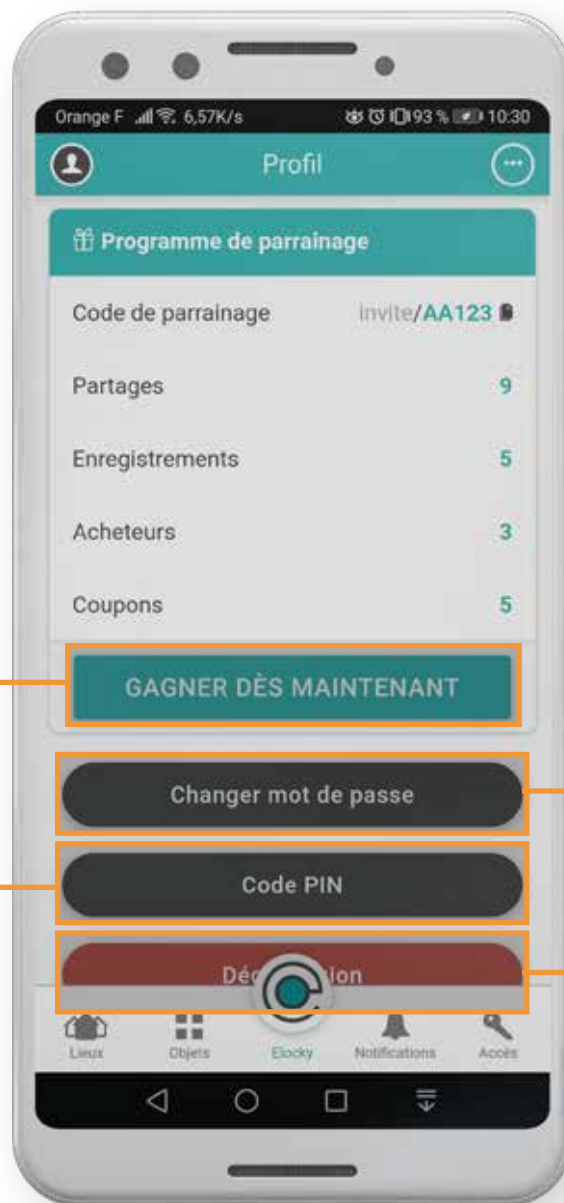 Orange F 6,57K/s 93 % 10:30
Profil
Programme de parrainage
Code de parrainage invite/AA123
Partages 9
Enregistrements 5
Acheteurs 3
Coupons 5
GAGNER DÈS MAINTENANT
Changer mot de passe
Code PIN
Lieux Objets Elocky Notifications Accès